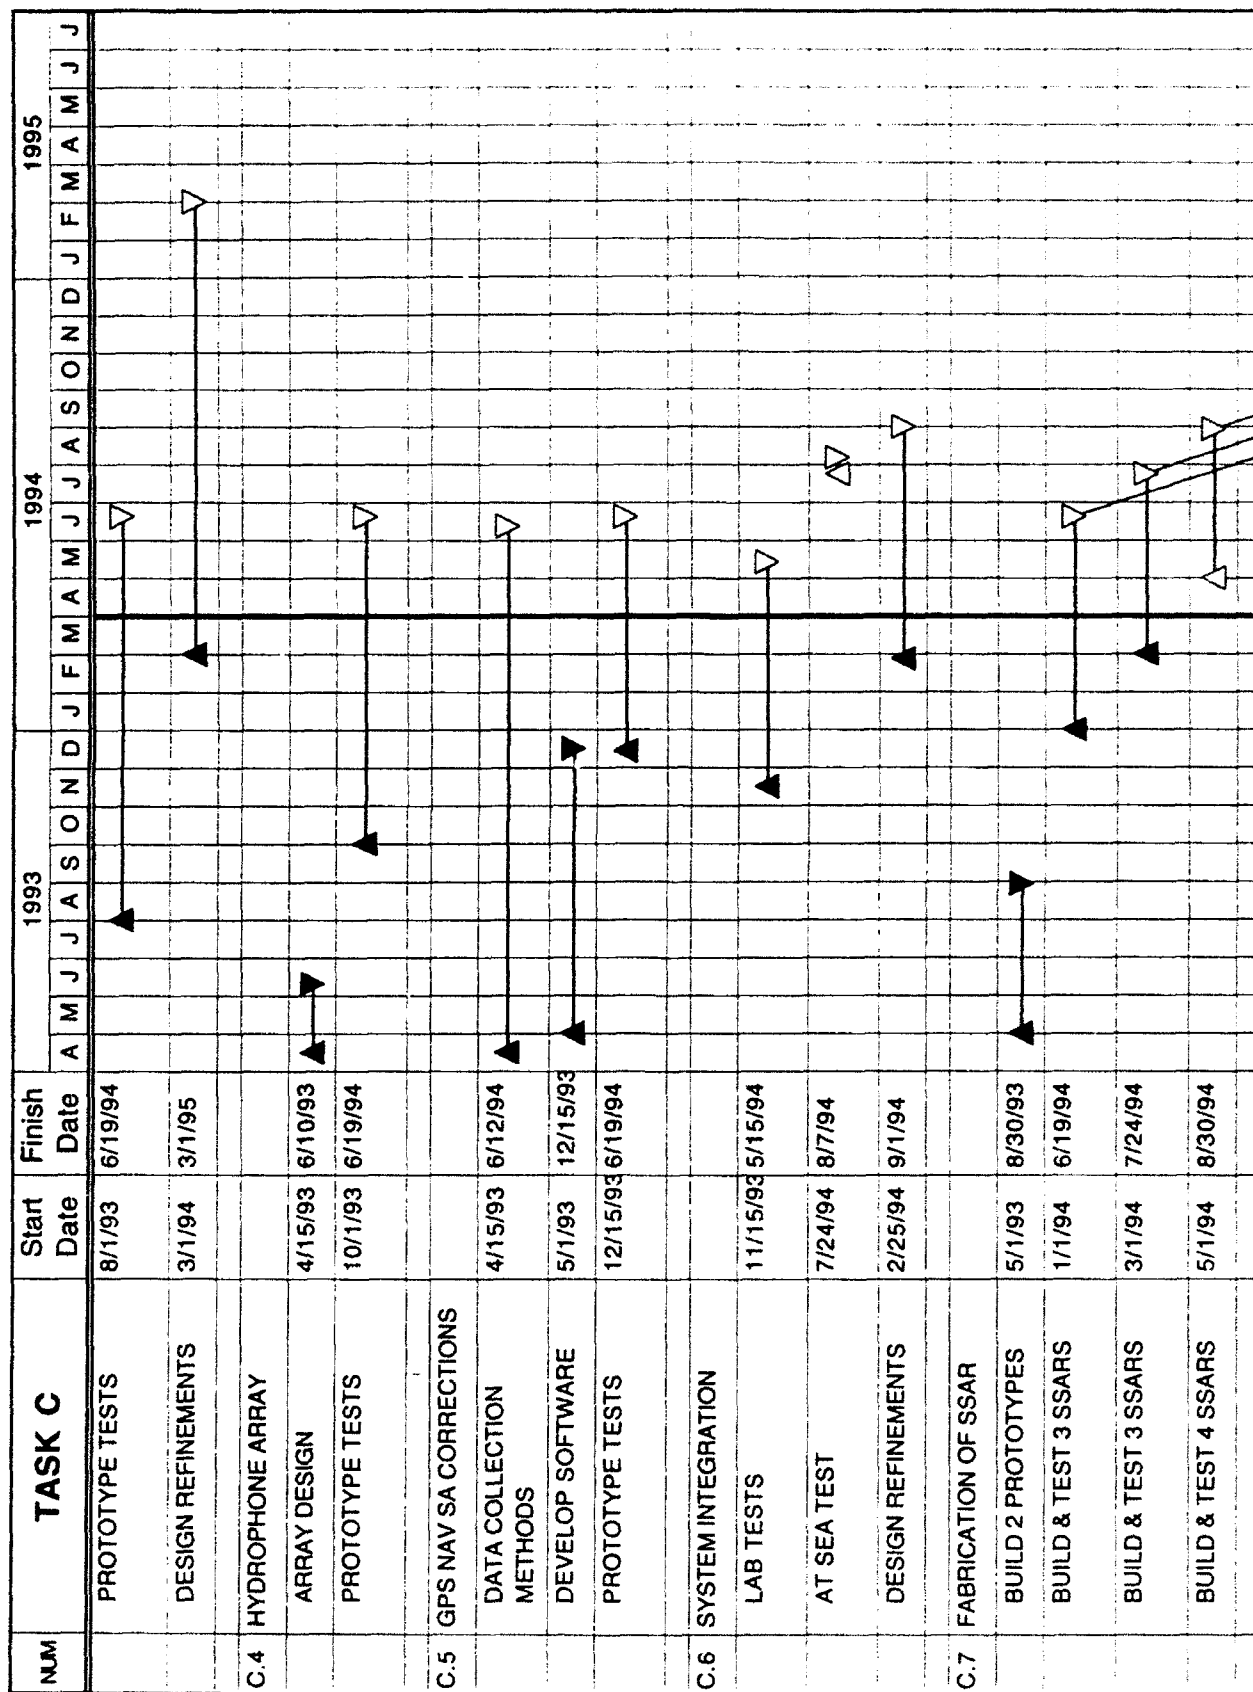 NUM TASK C Start Date Finish Date 1993 1994 1995
A M J J A S O N D J F M A M J J A S O N D J F M A M J J
PROTOTYPE TESTS 8/1/93 6/19/94
DESIGN REFINEMENTS 3/1/94 3/1/95
C.4 HYDROPHONE ARRAY
ARRAY DESIGN 4/15/93 6/10/93
PROTOTYPE TESTS 10/1/93 6/19/94
C.5 GPS NAV SA CORRECTIONS
DATA COLLECTION 4/15/93 6/12/94
METHODS
DEVELOP SOFTWARE 5/1/93 12/15/93
PROTOTYPE TESTS 12/15/93 6/19/94
C.6 SYSTEM INTEGRATION
LAB TESTS 11/15/93 5/15/94
AT SEA TEST 7/24/94 8/7/94
DESIGN REFINEMENTS 2/25/94 9/1/94
C.7 FABRICATION OF SSAR
BUILD 2 PROTOTYPES 5/1/93 8/30/93
BUILD & TEST 3 SSARS 1/1/94 6/19/94
BUILD & TEST 3 SSARS 3/1/94 7/24/94
BUILD & TEST 4 SSARS 5/1/94 8/30/94